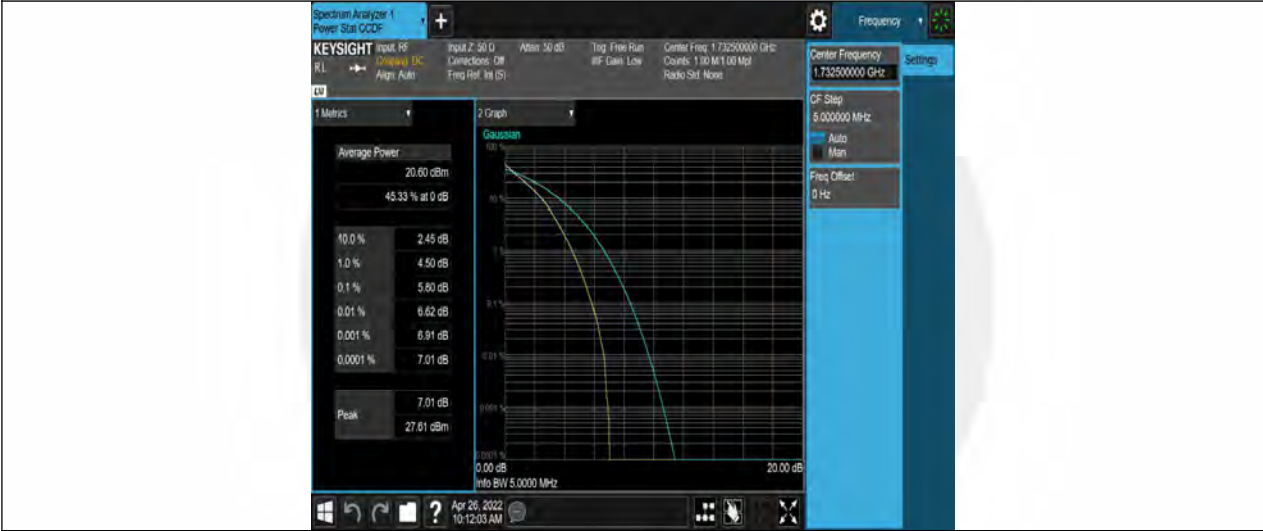 Spectrum Analyzer 1
Power Stat CCDF
+
Frequency
KEYSIGHT
RL
Input: RF
Coupling: DC
Align: Auto
Input Z: 50 Ω
Corrections: Off
Freq Ref: Int (S)
Atten: 50 dB
Trig: Free Run
#IF Gain: Low
Center Freq: 1.732500000 GHz
Counts: 1.00 M/1.00 Mpt
Radio Std: None
LV
Center Frequency
1.732500000 GHz
Settings
CF Step
5.000000 MHz
Auto
Man
Freq Offset
0 Hz
1 Metrics
Average Power
20.60 dBm
45.33 % at 0 dB
10.0 % 2.45 dB
1.0 % 4.50 dB
0.1 % 5.80 dB
0.01 % 6.62 dB
0.001 % 6.91 dB
0.0001 % 7.01 dB
Peak
7.01 dB
27.61 dBm
2 Graph
Gaussian
100 %
10 %
1 %
0.1 %
0.01 %
0.001 %
0.0001 %
0.00 dB 20.00 dB
Info BW 5.0000 MHz
? Apr 26, 2022
10:12:03 AM